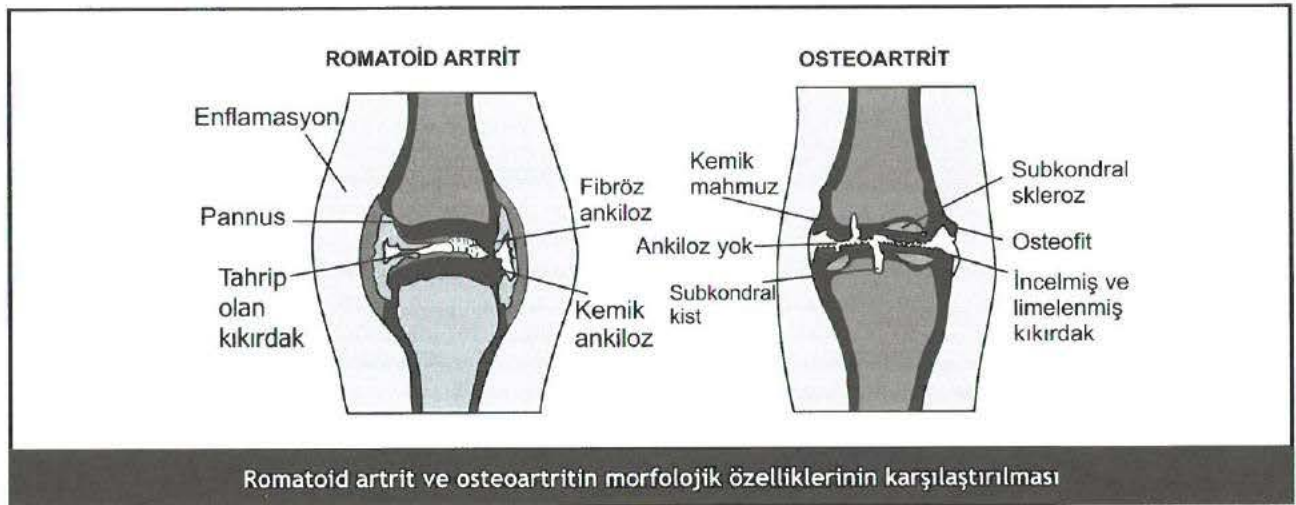 ROMATOİD ARTRİT
Enflamasyon
Pannus
Tahrip
olan
kıkırdak
Fibröz
ankiloz
Kemik
ankiloz
OSTEOARTRİT
Kemik
mahmuz
Ankiloz yok
Subkondral
kist
Subkondral
skleroz
Osteofit
İncelmiş ve
limelenmiş
kıkırdak
Romatoid artrit ve osteoartritin morfolojik özelliklerinin karşılaştırılması